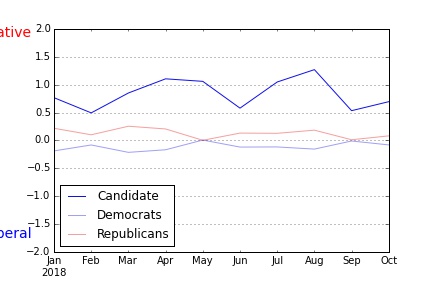 ative
2.0
1.5
1.0
0.5
0.0
−0.5
−1.0
−1.5
−2.0
beral
Candidate
Democrats
Republicans
Jan Feb Mar Apr May Jun Jul Aug Sep Oct
2018